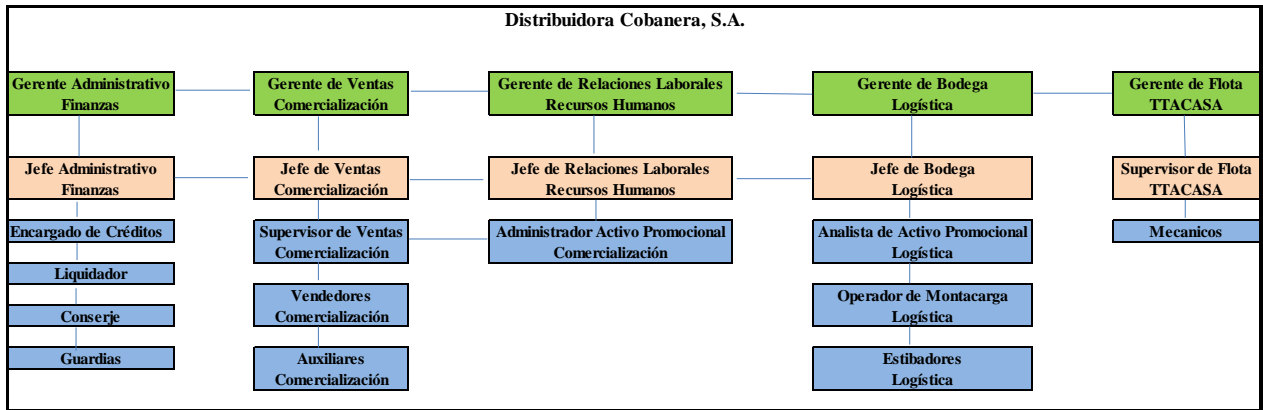 Distribuidora Cobanera, S.A.
Gerente Administrativo
Finanzas
Gerente de Ventas
Comercialización
Gerente de Relaciones Laborales
Recursos Humanos
Gerente de Bodega
Logística
Gerente de Flota
TTACASA
Jefe Administrativo
Finanzas
Jefe de Ventas
Comercialización
Jefe de Relaciones Laborales
Recursos Humanos
Jefe de Bodega
Logística
Supervisor de Flota
TTACASA
Encargado de Créditos
Supervisor de Ventas
Comercialización
Administrador Activo Promocional
Comercialización
Analista de Activo Promocional
Logística
Mecanicos
Liquidador
Vendedores
Comercialización
Operador de Montacarga
Logística
Conserje
Guardias
Auxiliares
Comercialización
Estibadores
Logística